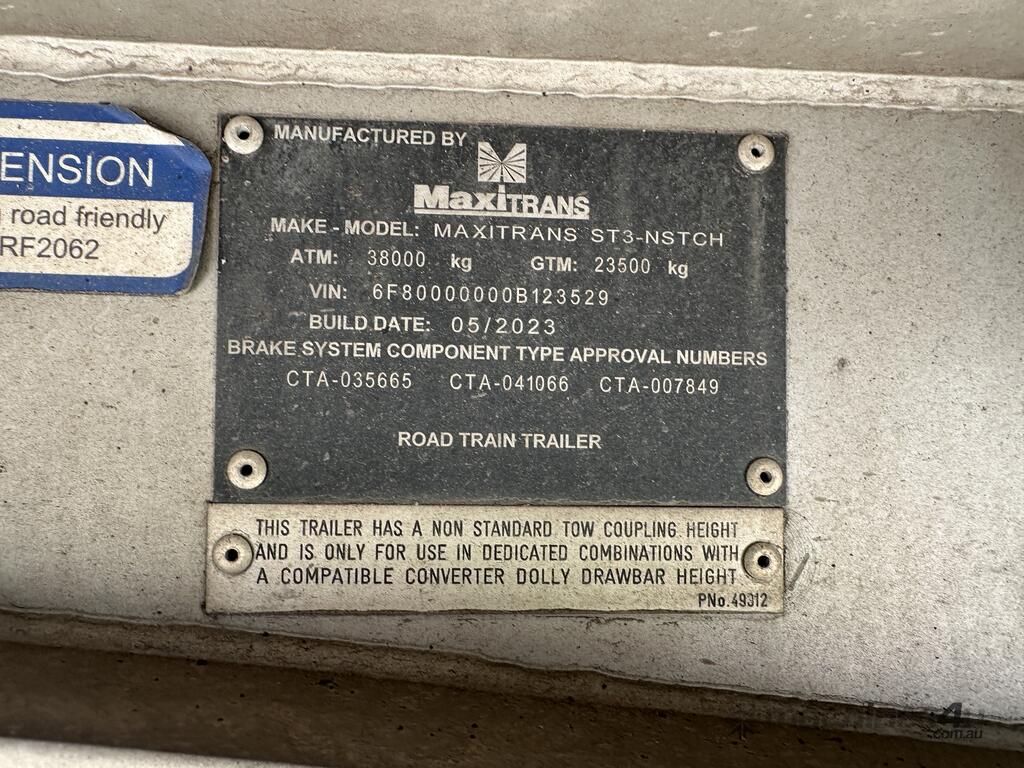 ENSION
road friendly
RF2062
MANUFACTURED BY
MaxiTRANS
MAKE - MODEL: MAXITRANS ST3-NSTCH
ATM: 38000 kg GTM: 23500 kg
VIN: 6F80000000B123529
BUILD DATE: 05/2023
BRAKE SYSTEM COMPONENT TYPE APPROVAL NUMBERS
CTA-035665 CTA-041066 CTA-007849
ROAD TRAIN TRAILER
THIS TRAILER HAS A NON STANDARD TOW COUPLING HEIGHT
AND IS ONLY FOR USE IN DEDICATED COMBINATIONS WITH
A COMPATIBLE CONVERTER DOLLY DRAWBAR HEIGHT
PNo. 49312
.com.au